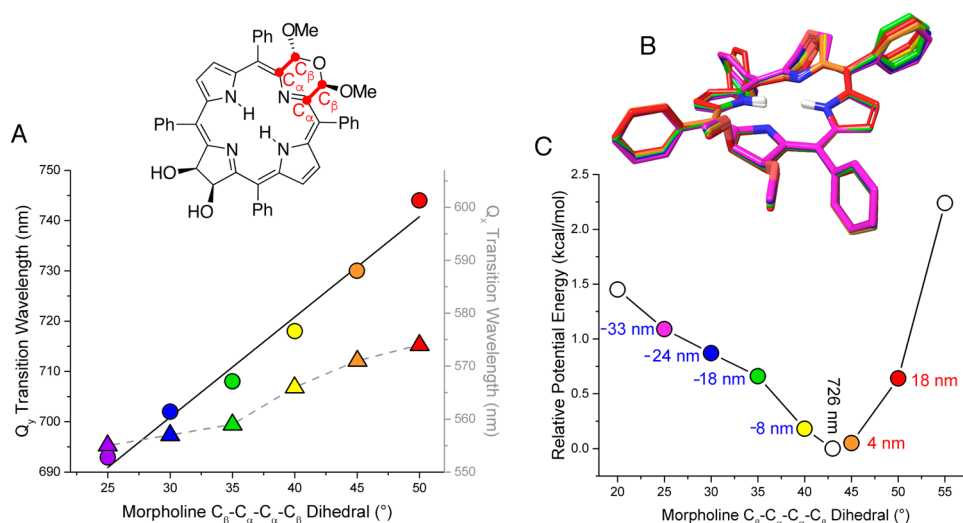 A
OMe
Ph
O
Cβ
Cα
N
OMe
N
H
Cβ
Cα
H
Ph
Ph
N
N
HO
HO
Ph
750
740
730
720
710
700
690
Qy Transition Wavelength (nm)
600
590
580
570
560
550
Qx Transition Wavelength (nm)
25 30 35 40 45 50
Morpholine Cβ-Cα-Cα-Cβ Dihedral (°)
B
C
2.5
2.0
1.5
1.0
0.5
0.0
Relative Potential Energy (kcal/mol)
-33 nm
-24 nm
-18 nm
-8 nm
726 nm
4 nm
18 nm
20 25 30 35 40 45 50 55
Morpholine Cβ-Cα-Cα-Cβ Dihedral (°)